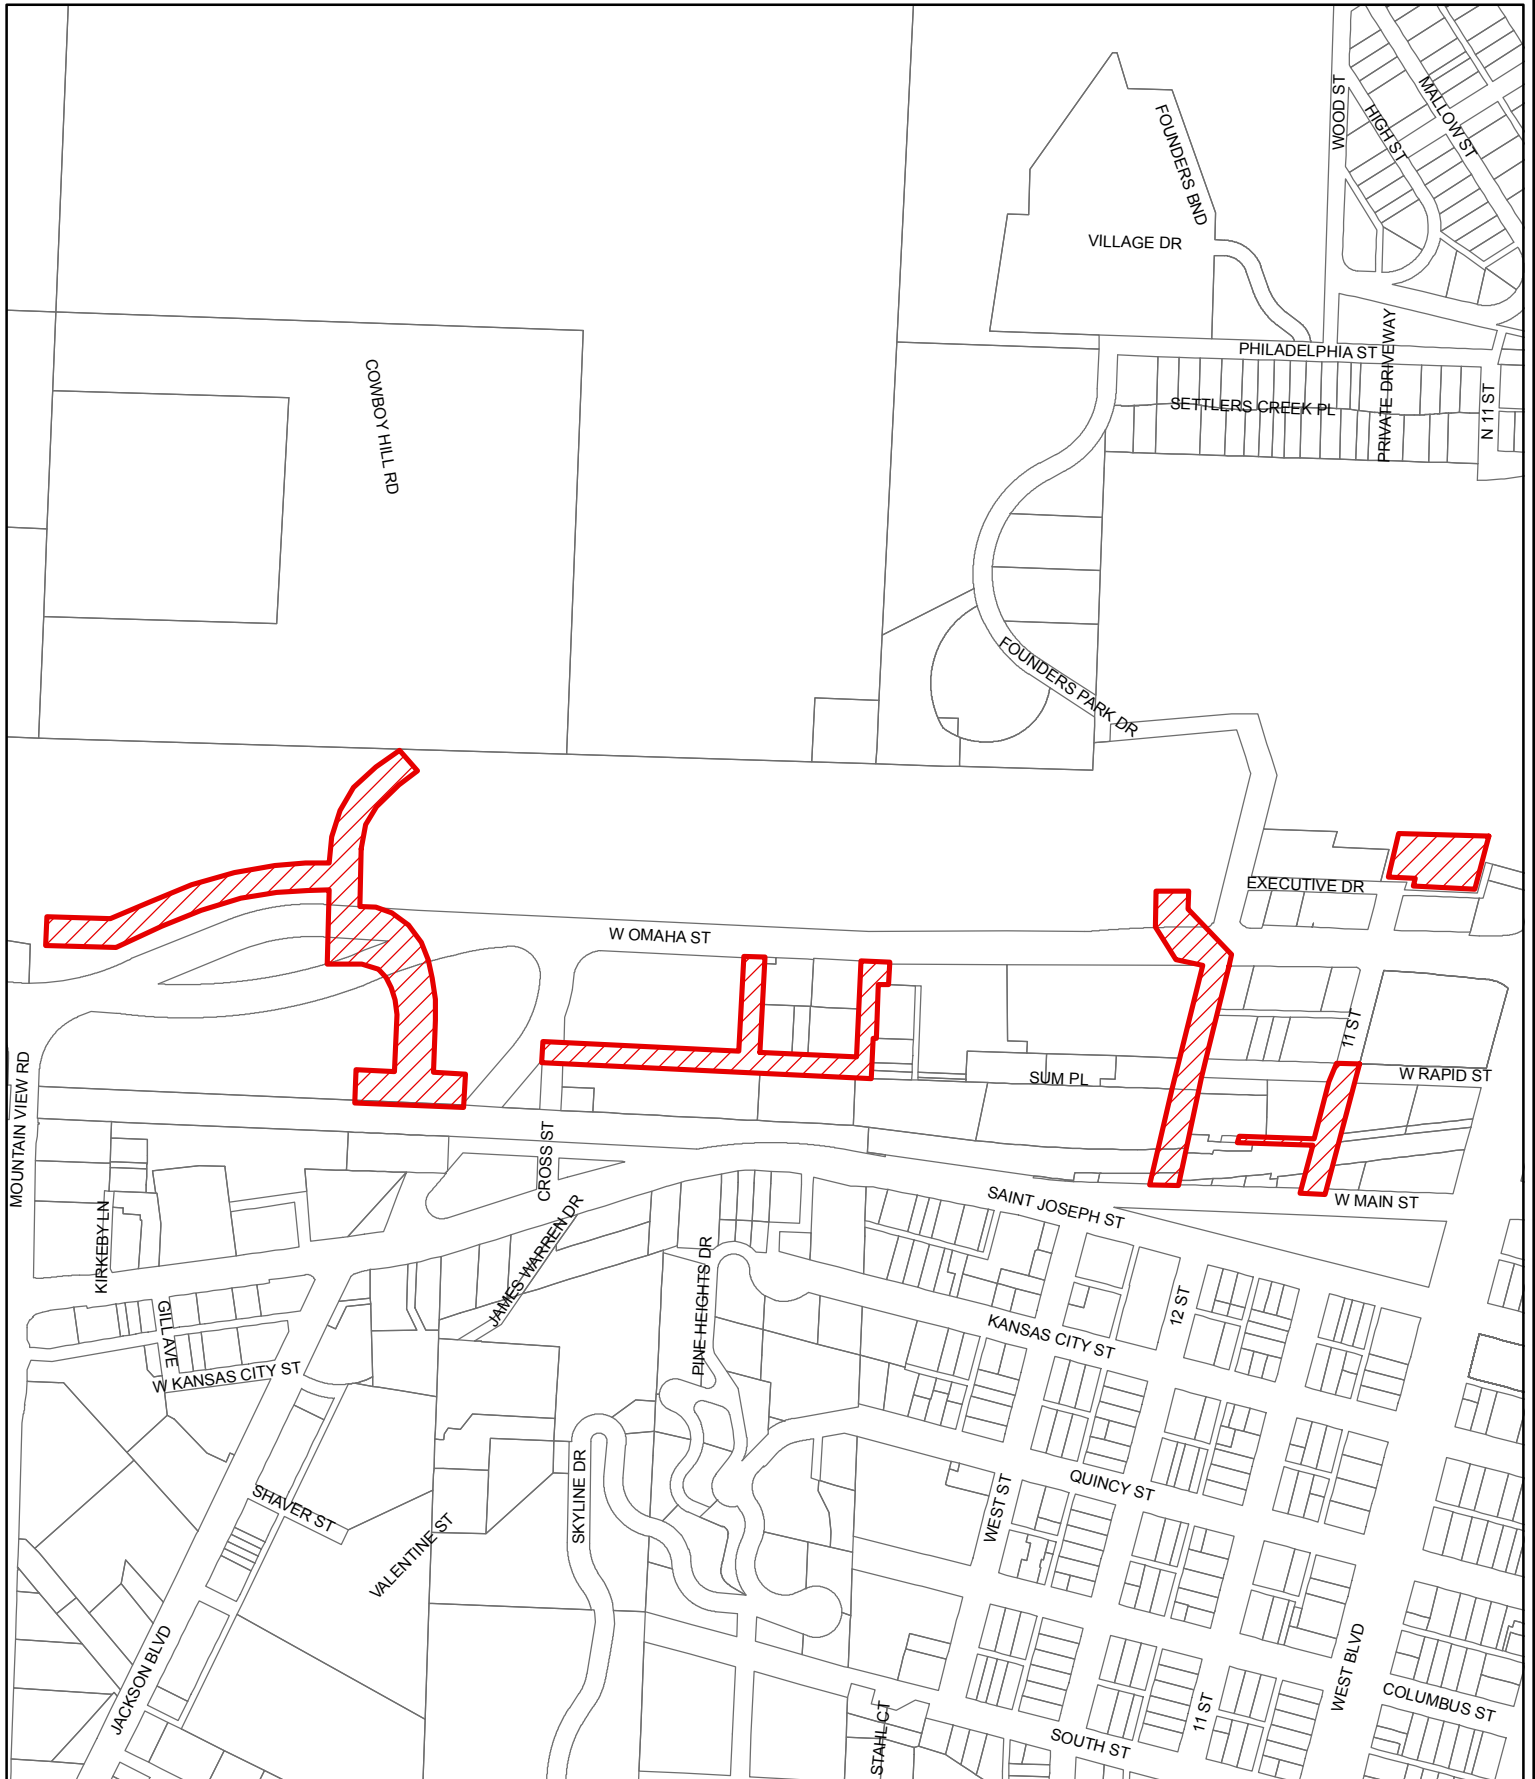 WOOD ST
MALLOW ST
HIGH ST
FOUNDERS BND
VILLAGE DR
PHILADELPHIA ST
PRIVATE DRIVEWAY
SETTLERS CREEK PL
N 11 ST
COWBOY HILL RD
FOUNDERS PARK DR
EXECUTIVE DR
W OMAHA ST
11 ST
W RAPID ST
SUM PL
MOUNTAIN VIEW RD
CROSS ST
SAINT JOSEPH ST
W MAIN ST
KIRKEBY LN
JAMES WARREN DR
PINE HEIGHTS DR
12 ST
GILL AVE
KANSAS CITY ST
W KANSAS CITY ST
SKYLINE DR
QUINCY ST
WEST ST
SHAVER ST
VALENTINE ST
JACKSON BLVD
WEST BLVD
COLUMBUS ST
11 ST
STAHL CT
SOUTH ST